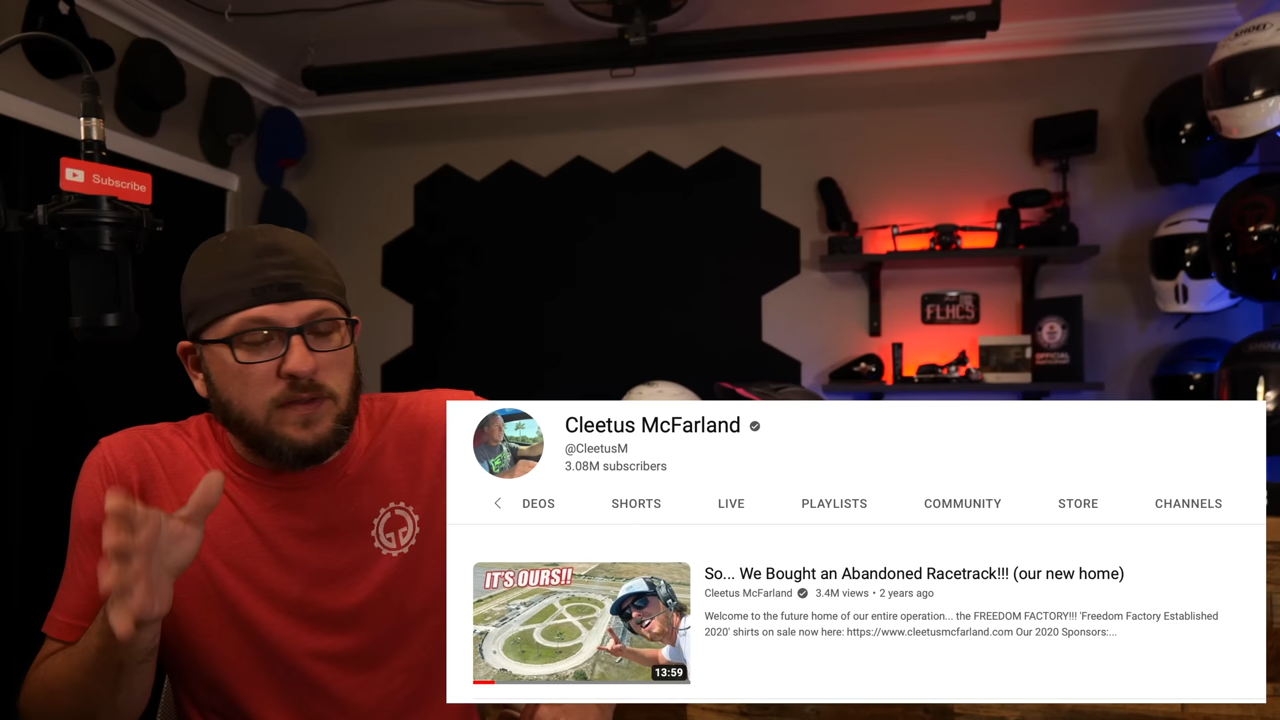 Subscribe
FLHCS
OFFICIAL
Cleetus McFarland
@CleetusM
3.08M subscribers
DEOS SHORTS LIVE PLAYLISTS COMMUNITY STORE CHANNELS
IT'S OURS!!
13:59
So... We Bought an Abandoned Racetrack!!! (our new home)
Cleetus McFarland 3.4M views • 2 years ago
Welcome to the future home of our entire operation... the FREEDOM FACTORY!!! 'Freedom Factory Established
2020' shirts on sale now here: https://www.cleetusmcfarland.com Our 2020 Sponsors:...